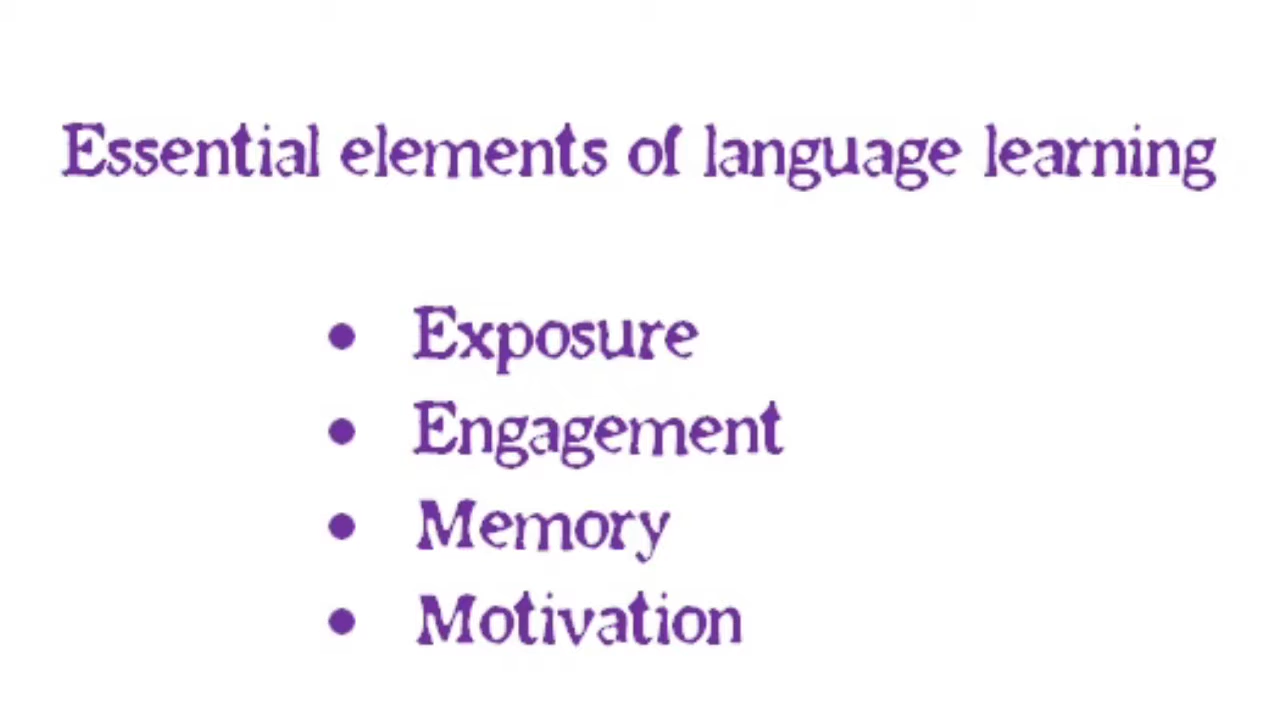 Essential elements of language learning
• Exposure
• Engagement
• Memory
• Motivation